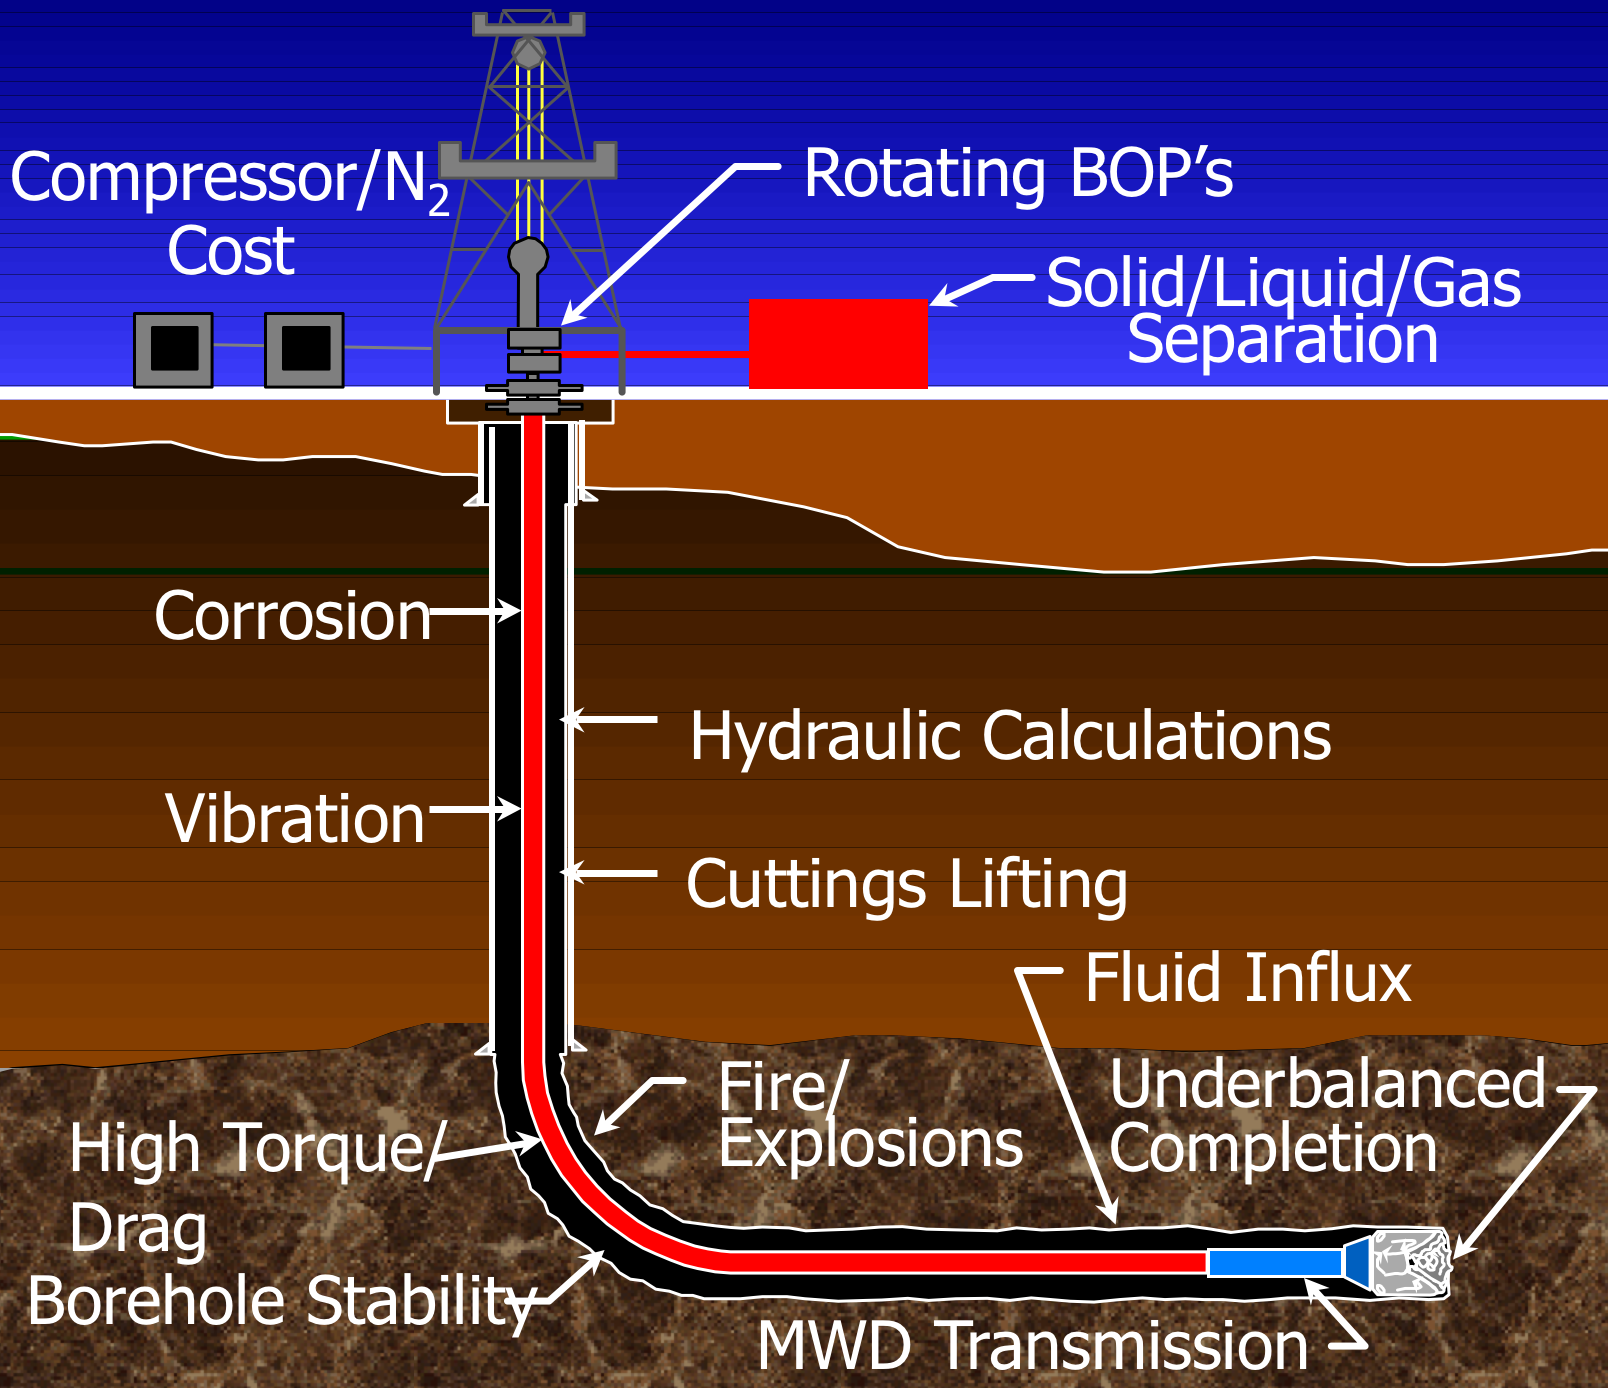 Compressor/N2
Cost
Rotating BOP’s
Solid/Liquid/Gas
Separation
Corrosion
Hydraulic Calculations
Vibration
Cuttings Lifting
Fluid Influx
Fire/
Explosions
Underbalanced
Completion
High Torque/
Drag
Borehole Stability
MWD Transmission